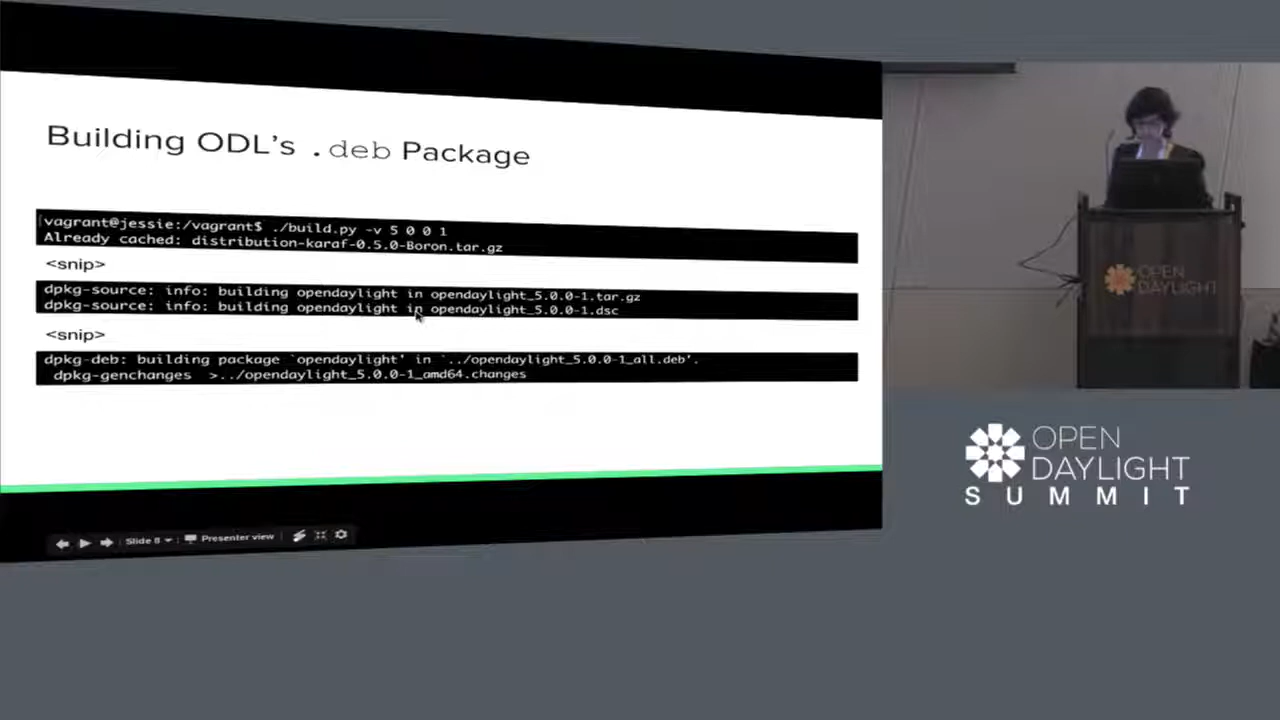 Building ODL's .deb Package
vagrant@jessie:/vagrant$ ./build.py -v 5 0 0 1
Already cached: distribution-karaf-0.5.0-Boron.tar.gz
<snip>
dpkg-source: info: building opendaylight in opendaylight_5.0.0-1.tar.gz
dpkg-source: info: building opendaylight in opendaylight_5.0.0-1.dsc
<snip>
dpkg-deb: building package `opendaylight' in `../opendaylight_5.0.0-1_all.deb'.
dpkg-genchanges >../opendaylight_5.0.0-1_amd64.changes
Slide 8
Presenter view
OPEN
DAYLIGHT
OPEN
DAYLIGHT
SUMMIT